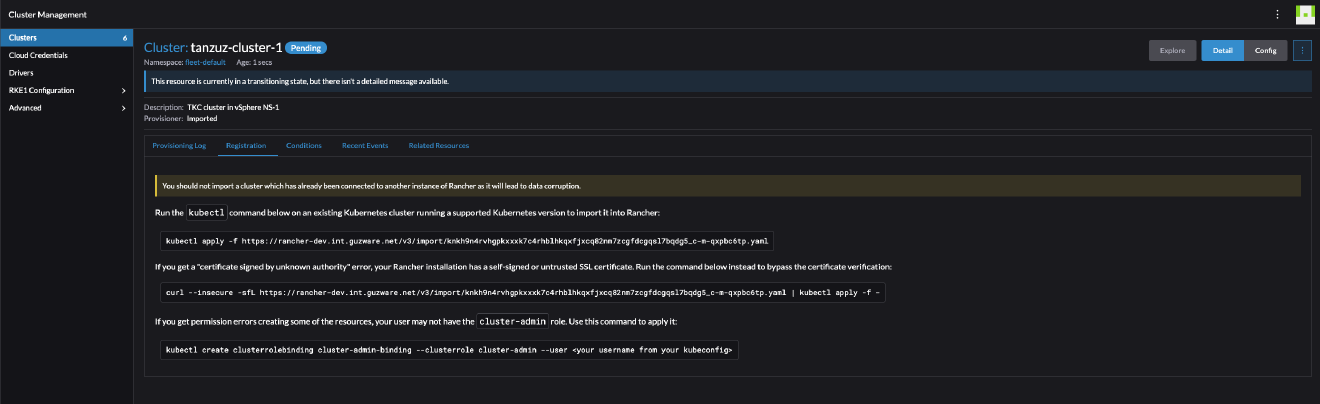 Cluster Management
Clusters 6
Cloud Credentials
Drivers
RKE1 Configuration
Advanced
Cluster: tanzuz-cluster-1 Pending
Namespace: fleet-default Age: 1 secs
Explore Detail Config
This resource is currently in a transitioning state, but there isn't a detailed message available.
Description: TKC cluster in vSphere NS-1
Provisioner: Imported
Provisioning Log Registration Conditions Recent Events Related Resources
You should not import a cluster which has already been connected to another instance of Rancher as it will lead to data corruption.
Run the kubectl command below on an existing Kubernetes cluster running a supported Kubernetes version to import it into Rancher:
kubectl apply -f https://rancher-dev.int.guzware.net/v3/import/knkh9n4rvhgpkxxxk7c4rhblhkqxfjxcq82nm7zcgfdcgqsl7bqdg5_c-m-qxpbc6tp.yaml
If you get a "certificate signed by unknown authority" error, your Rancher installation has a self-signed or untrusted SSL certificate. Run the command below instead to bypass the certificate verification:
curl --insecure -sfL https://rancher-dev.int.guzware.net/v3/import/knkh9n4rvhgpkxxxk7c4rhblhkqxfjxcq82nm7zcgfdcgqsl7bqdg5_c-m-qxpbc6tp.yaml | kubectl apply -f -
If you get permission errors creating some of the resources, your user may not have the cluster-admin role. Use this command to apply it:
kubectl create clusterrolebinding cluster-admin-binding --clusterrole cluster-admin --user <your username from your kubeconfig>